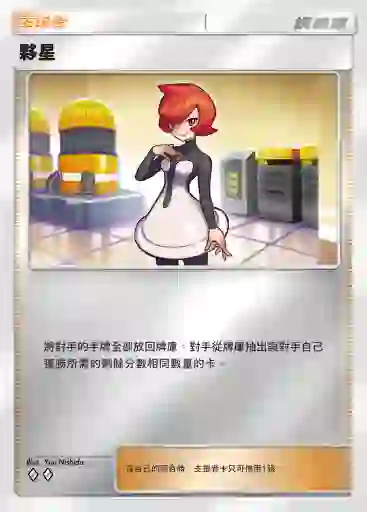 支援者
訓練家
夥星
將對手的手牌全部放回牌庫。對手從牌庫抽出與對手自己
獲勝所需的剩餘分數相同數量的卡。
Illus. Yuu Nishida
在自己的回合時，支援者卡只可使用1張。